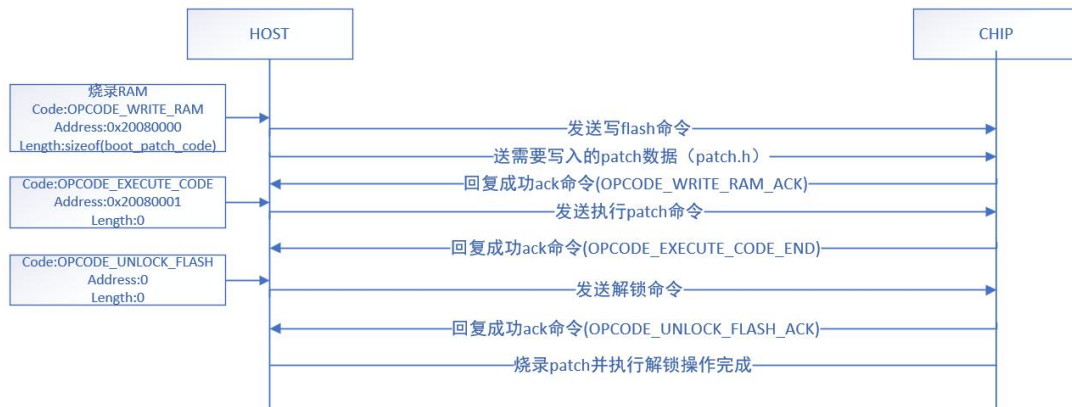 HOST
CHIP
烧录RAM
Code:OPCODE_WRITE_RAM
Address:0x20080000
Length:sizeof(boot_patch_code)
发送写flash命令
送需要写入的patch数据（patch.h）
回复成功ack命令(OPCODE_WRITE_RAM_ACK)
Code:OPCODE_EXECUTE_CODE
Address:0x20080001
Length:0
发送执行patch命令
回复成功ack命令(OPCODE_EXECUTE_CODE_END)
Code:OPCODE_UNLOCK_FLASH
Address:0
Length:0
发送解锁命令
回复成功ack命令(OPCODE_UNLOCK_FLASH_ACK)
烧录patch并执行解锁操作完成